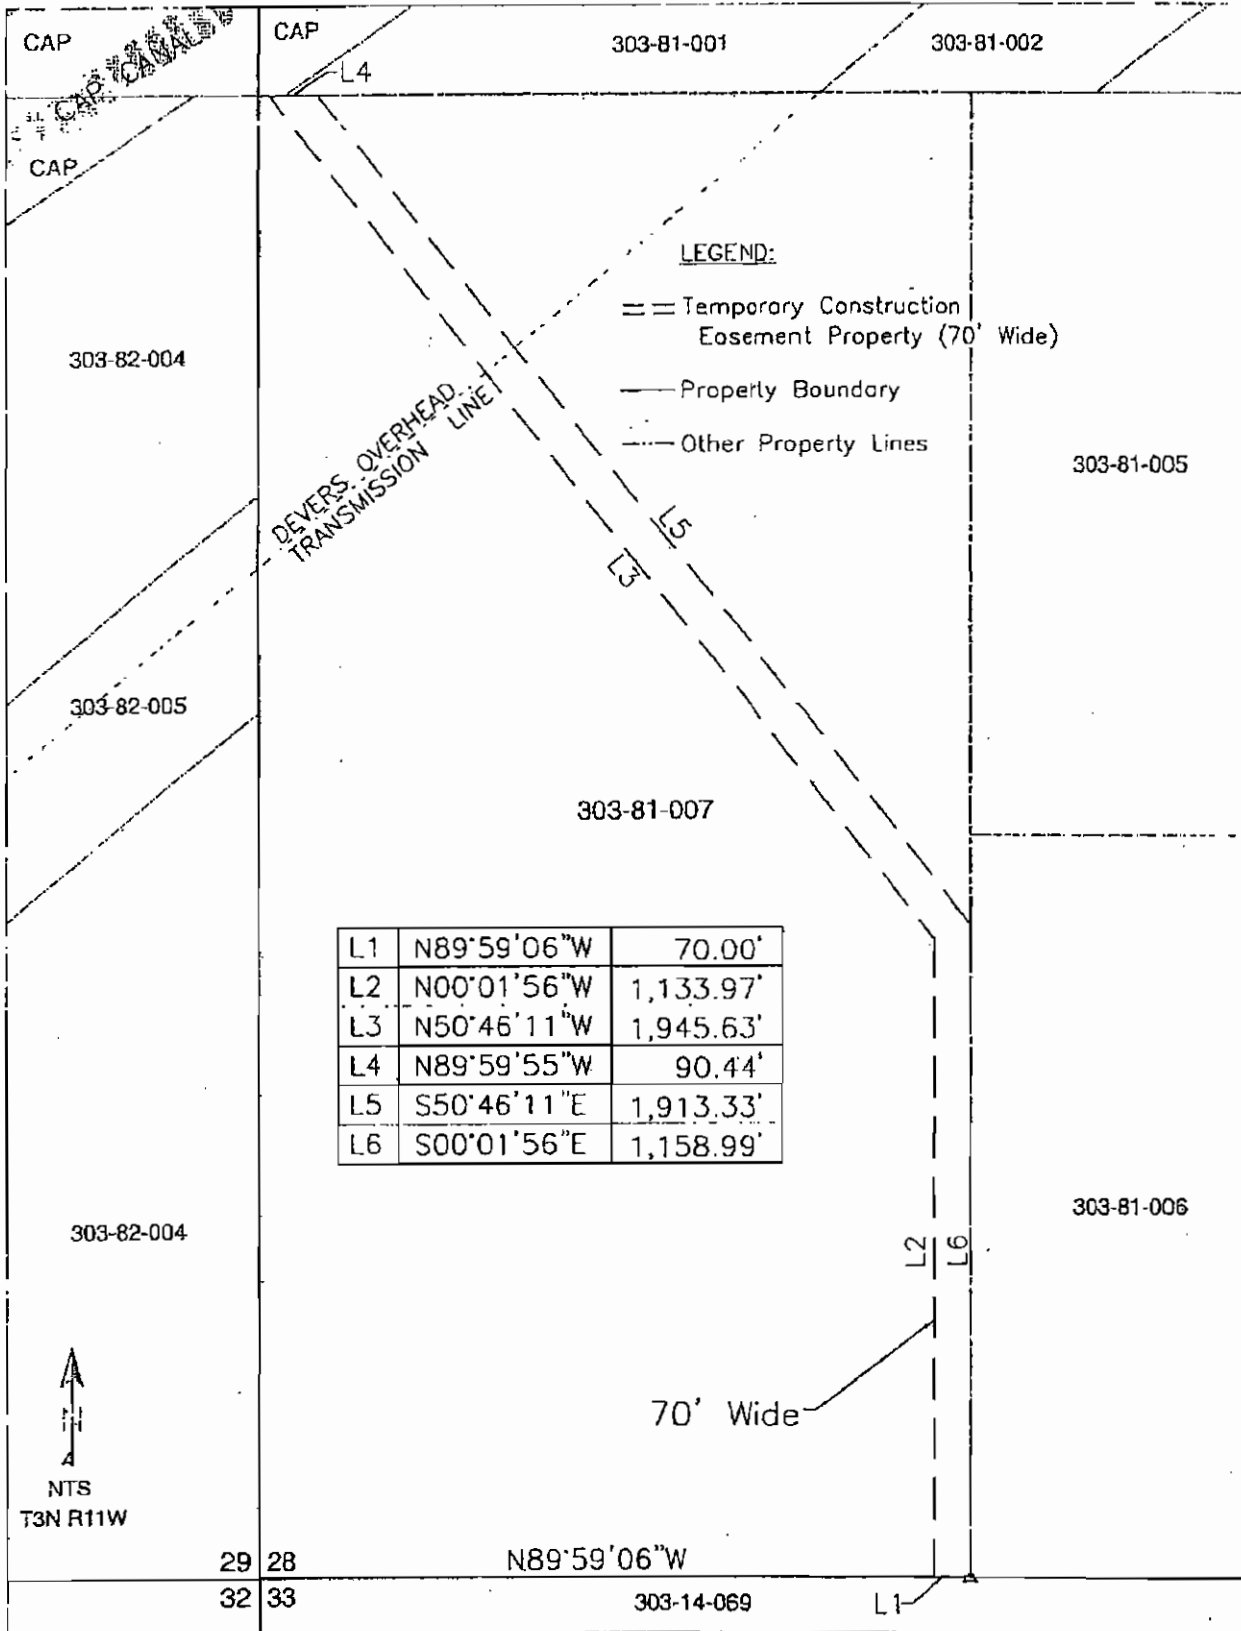 CAP
CAP
303-81-001
303-81-002
CAP CANALS
L4
CAP
LEGEND:
Temporary Construction
Easement Property (70' Wide)
Property Boundary
Other Property Lines
303-82-004
303-81-005
DEVERS OVERHEAD
TRANSMISSION LINE
L5
L3
303-82-005
303-81-007
L1 N89°59'06"W 70.00'
L2 N00°01'56"W 1,133.97'
L3 N50°46'11"W 1,945.63'
L4 N89°59'55"W 90.44'
L5 S50°46'11"E 1,913.33'
L6 S00°01'56"E 1,158.99'
303-82-004
303-81-006
L2
L6
70' Wide
N
NTS
T3N R11W
29 28
N89°59'06"W
32 33
303-14-069
L1